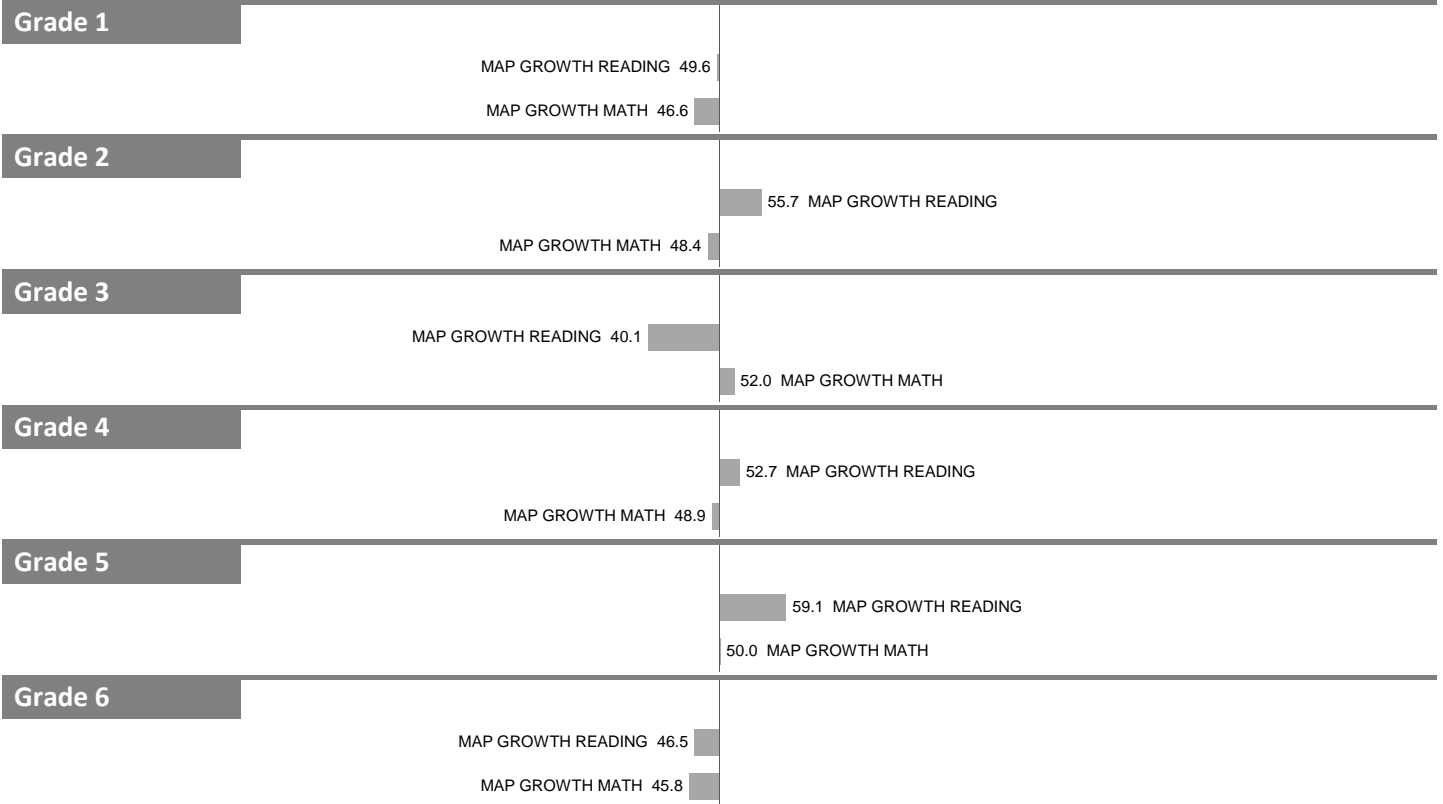 Grade 1
MAP GROWTH READING 49.6
MAP GROWTH MATH 46.6
Grade 2
55.7 MAP GROWTH READING
MAP GROWTH MATH 48.4
Grade 3
MAP GROWTH READING 40.1
52.0 MAP GROWTH MATH
Grade 4
52.7 MAP GROWTH READING
MAP GROWTH MATH 48.9
Grade 5
59.1 MAP GROWTH READING
50.0 MAP GROWTH MATH
Grade 6
MAP GROWTH READING 46.5
MAP GROWTH MATH 45.8